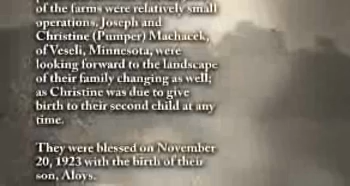 of the farms were relatively small
operations. Joseph and
Christine (Pumper) Machacek,
of Veseli, Minnesota, were
looking forward to the landscape
of their family changing as well;
as Christine was due to give
birth to their second child at any
time.
They were blessed on November
20, 1923 with the birth of their
son, Aloys.